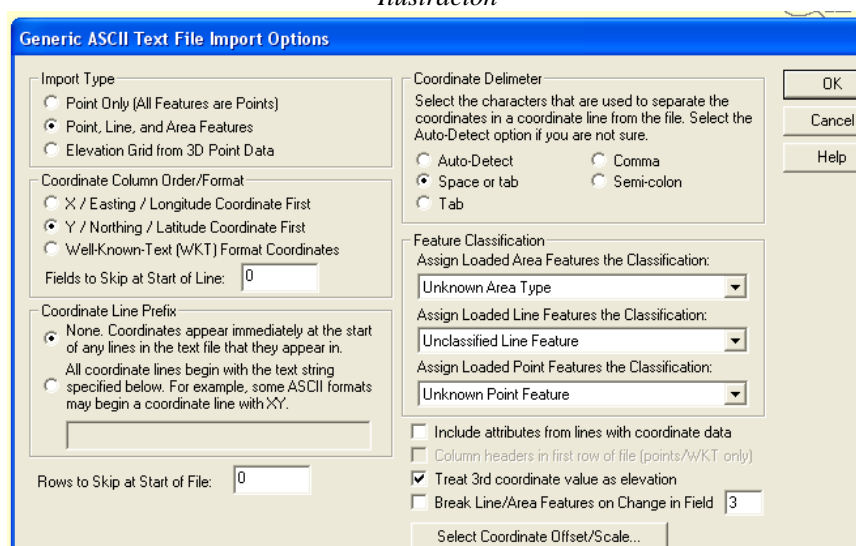 Ilustración
Generic ASCII Text File Import Options
Import Type
Point Only (All Features are Points)
Point, Line, and Area Features
Elevation Grid from 3D Point Data
Coordinate Column Order/Format
X / Easting / Longitude Coordinate First
Y / Northing / Latitude Coordinate First
Well-Known-Text (WKT) Format Coordinates
Fields to Skip at Start of Line: 0
Coordinate Line Prefix
None. Coordinates appear immediately at the start
of any lines in the text file that they appear in.
All coordinate lines begin with the text string
specified below. For example, some ASCII formats
may begin a coordinate line with XY.
Rows to Skip at Start of File: 0
Coordinate Delimeter
Select the characters that are used to separate the
coordinates in a coordinate line from the file. Select the
Auto-Detect option if you are not sure.
Auto-Detect Comma
Space or tab Semi-colon
Tab
Feature Classification
Assign Loaded Area Features the Classification:
Unknown Area Type
Assign Loaded Line Features the Classification:
Unclassified Line Feature
Assign Loaded Point Features the Classification:
Unknown Point Feature
Include attributes from lines with coordinate data
Column headers in first row of file (points/WKT only)
Treat 3rd coordinate value as elevation
Break Line/Area Features on Change in Field 3
Select Coordinate Offset/Scale...
OK
Cancel
Help